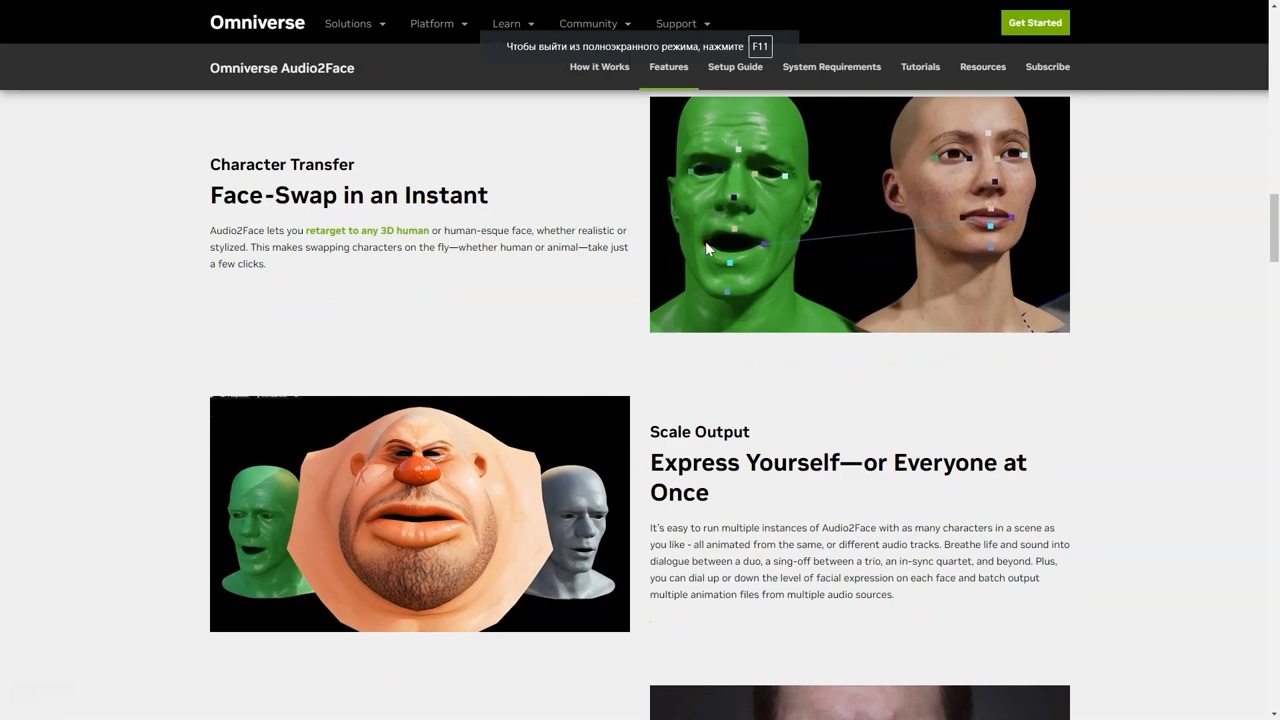 Omniverse Solutions Platform Learn Community Support Get Started
Чтобы выйти из полноэкранного режима, нажмите F11
Omniverse Audio2Face How it Works Features Setup Guide System Requirements Tutorials Resources Subscribe
Character Transfer
Face-Swap in an Instant
Audio2Face lets you retarget to any 3D human or human-esque face, whether realistic or
stylized. This makes swapping characters on the fly—whether human or animal—take just
a few clicks.
Scale Output
Express Yourself—or Everyone at
Once
It's easy to run multiple instances of Audio2Face with as many characters in a scene as
you like - all animated from the same, or different audio tracks. Breathe life and sound into
dialogue between a duo, a sing-off between a trio, an in-sync quartet, and beyond. Plus,
you can dial up or down the level of facial expression on each face and batch output
multiple animation files from multiple audio sources.